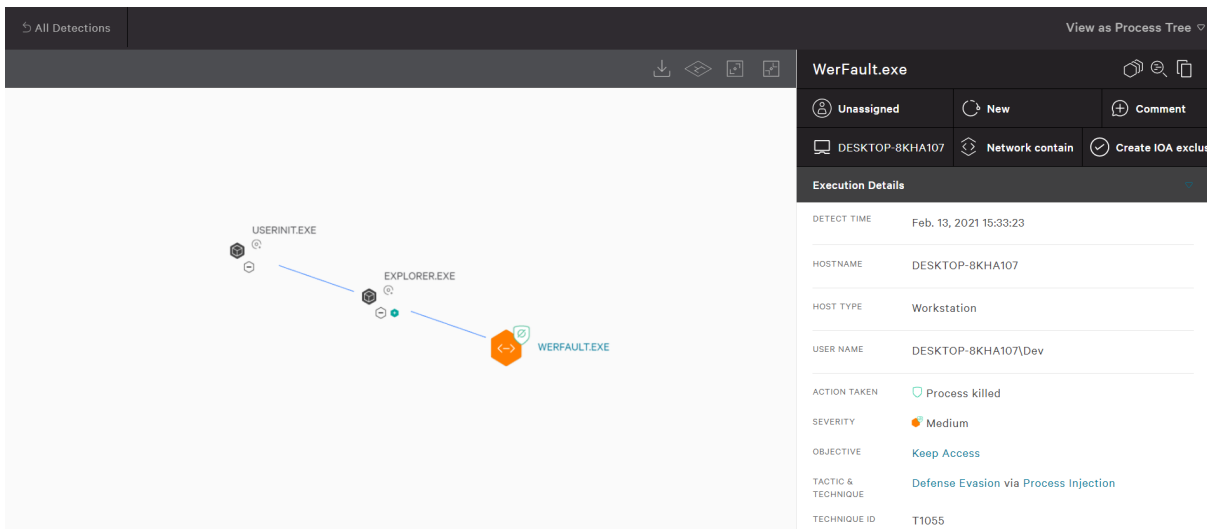 All Detections
View as Process Tree
WerFault.exe
Unassigned
New
Comment
DESKTOP-8KHA107
Network contain
Create IOA exclus
Execution Details
DETECT TIME
Feb. 13, 2021 15:33:23
HOSTNAME
DESKTOP-8KHA107
HOST TYPE
Workstation
USER NAME
DESKTOP-8KHA107\Dev
ACTION TAKEN
Process killed
SEVERITY
Medium
OBJECTIVE
Keep Access
TACTIC &
TECHNIQUE
Defense Evasion via Process Injection
TECHNIQUE ID
T1055
USERINIT.EXE
EXPLORER.EXE
WERFAULT.EXE